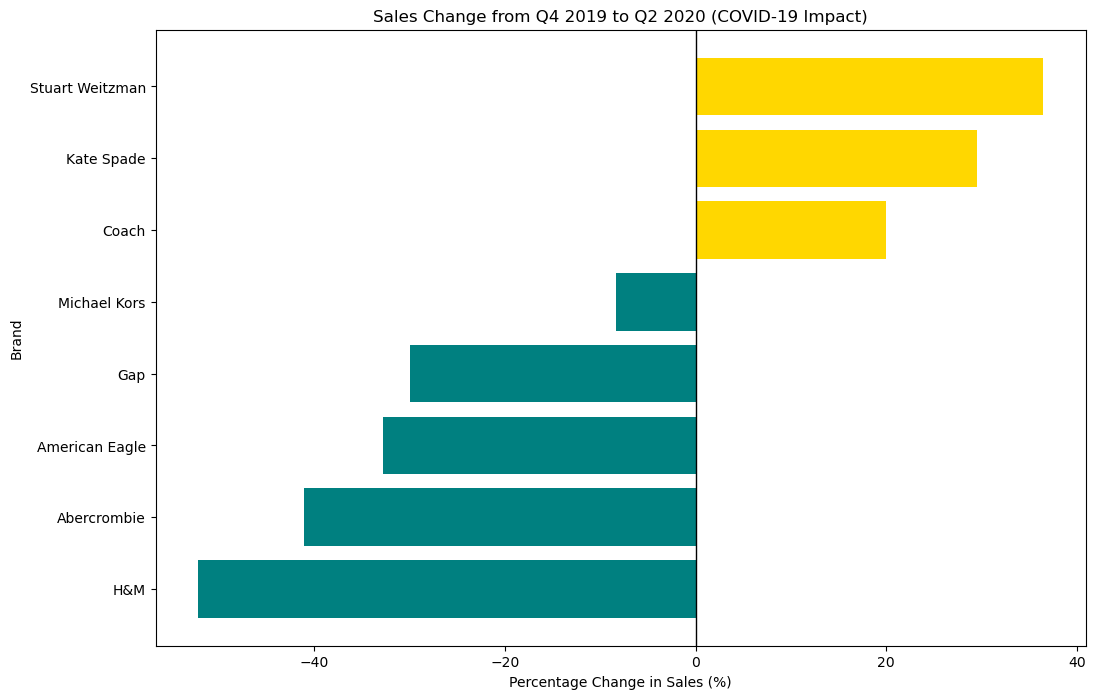 Sales Change from Q4 2019 to Q2 2020 (COVID-19 Impact)
Stuart Weitzman
Kate Spade
Coach
Michael Kors
Gap
American Eagle
Abercrombie
H&M
Brand
−40
−20
0
20
40
Percentage Change in Sales (%)